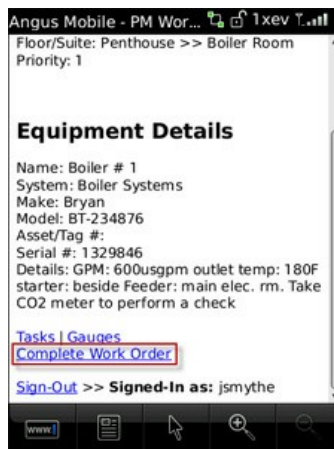 Angus Mobile - PM Wor... 1xev
Floor/Suite: Penthouse >> Boiler Room
Priority: 1
Equipment Details
Name: Boiler # 1
System: Boiler Systems
Make: Bryan
Model: BT-234876
Asset/Tag #:
Serial #: 1329846
Details: GPM: 600usgpm outlet temp: 180F
starter: beside Feeder: main elec. rm. Take
CO2 meter to perform a check
Tasks | Gauges
Complete Work Order
Sign-Out >> Signed-In as: jsmythe
www